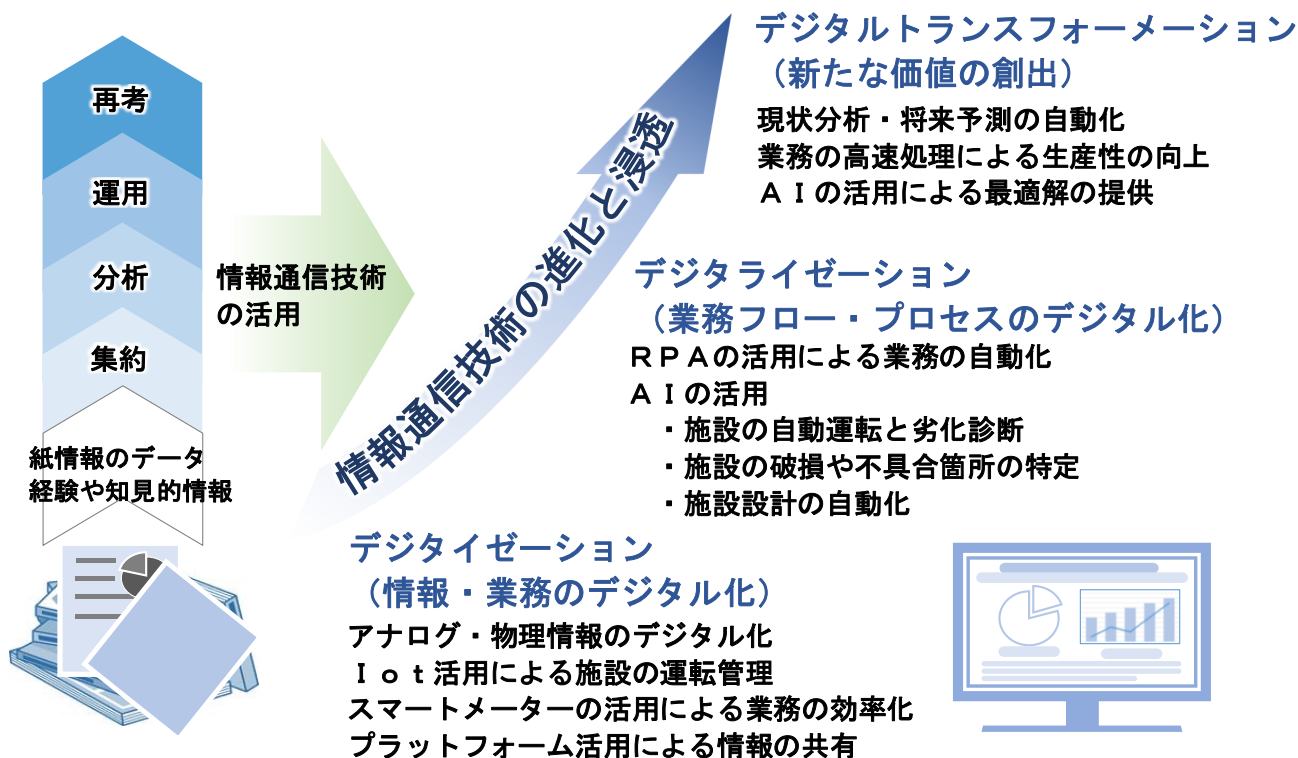 再考
運用
分析
集約
紙情報のデータ
経験や知見的情報
情報通信技術
の活用
情報通信技術の進化と浸透
デジタルトランスフォーメーション
（新たな価値の創出）
現状分析・将来予測の自動化
業務の高速処理による生産性の向上
ＡＩの活用による最適解の提供
デジタライゼーション
（業務フロー・プロセスのデジタル化）
ＲＰＡの活用による業務の自動化
ＡＩの活用
・施設の自動運転と劣化診断
・施設の破損や不具合箇所の特定
・施設設計の自動化
デジタイゼーション
（情報・業務のデジタル化）
アナログ・物理情報のデジタル化
Ｉｏｔ活用による施設の運転管理
スマートメーターの活用による業務の効率化
プラットフォーム活用による情報の共有